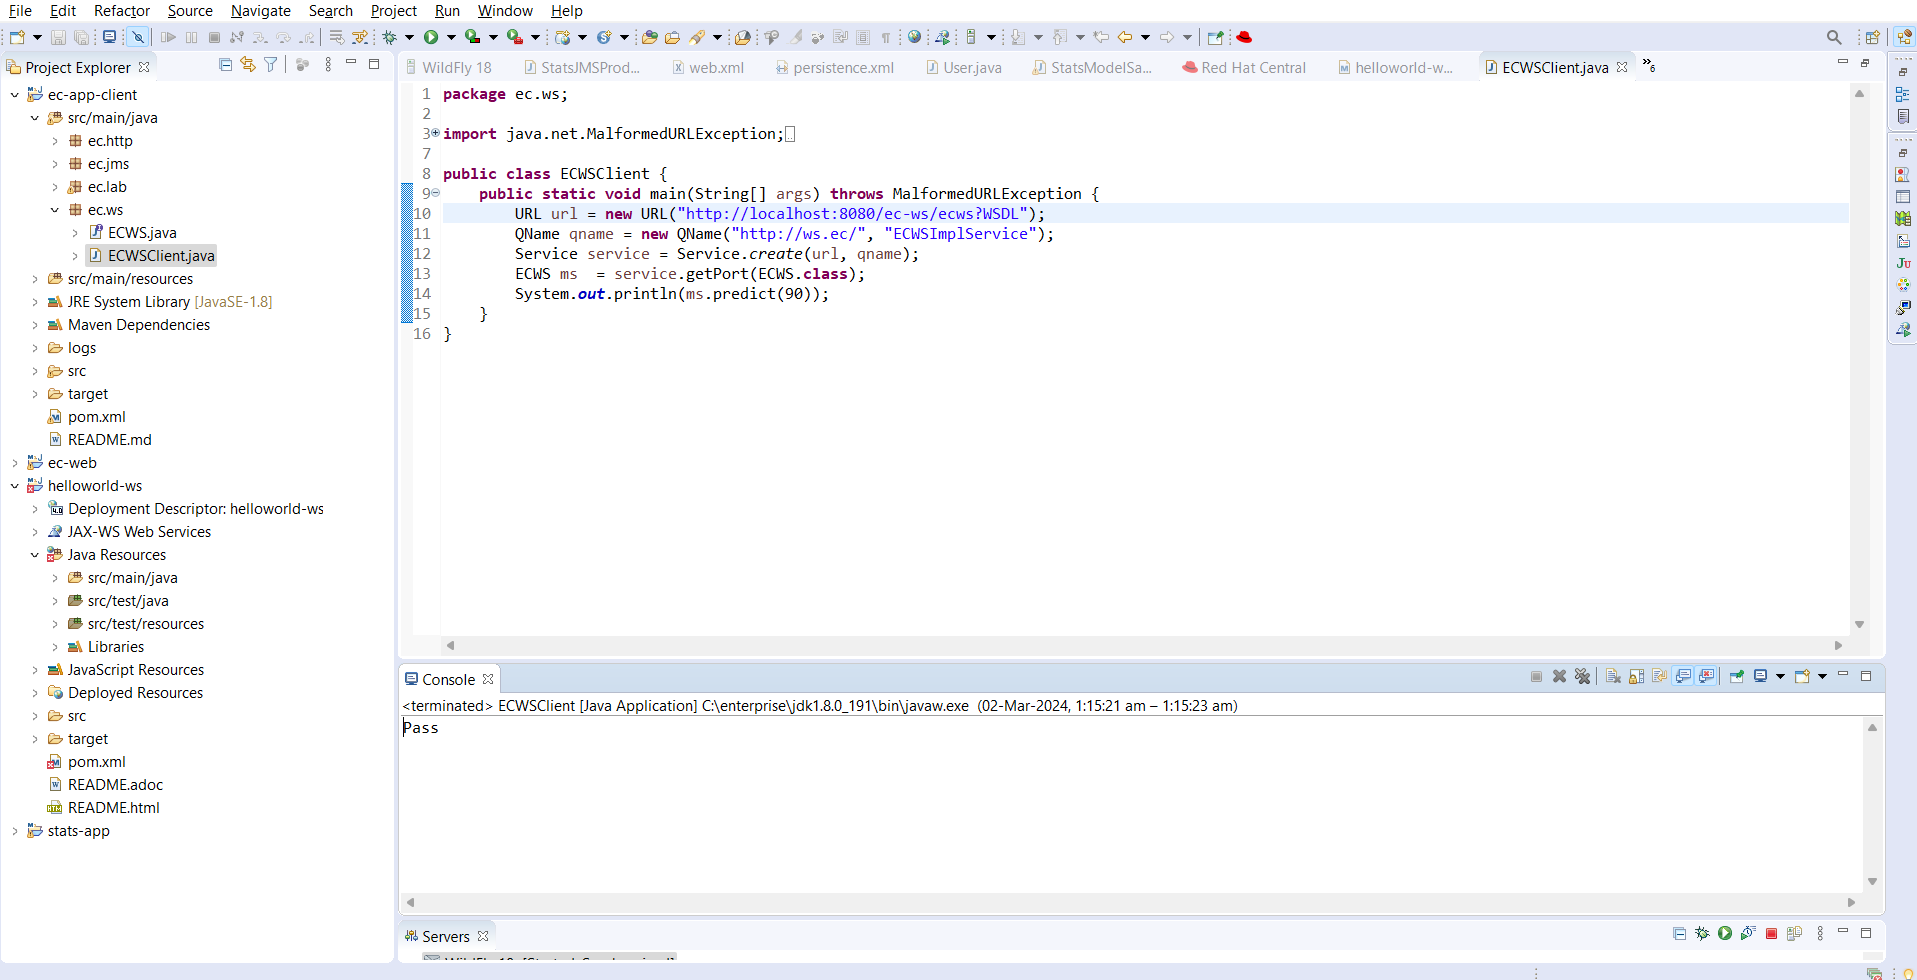 File Edit Refactor Source Navigate Search Project Run Window Help
Project Explorer
ec-app-client
src/main/java
ec.http
ec.jms
ec.lab
ec.ws
ECWS.java
ECWSClient.java
src/main/resources
JRE System Library [JavaSE-1.8]
Maven Dependencies
logs
src
target
pom.xml
README.md
ec-web
helloworld-ws
Deployment Descriptor: helloworld-ws
JAX-WS Web Services
Java Resources
src/main/java
src/test/java
src/test/resources
Libraries
JavaScript Resources
Deployed Resources
src
target
pom.xml
README.adoc
README.html
stats-app
WildFly 18 StatsJMSProd... web.xml persistence.xml User.java StatsModelSa... Red Hat Central helloworld-w... ECWSClient.java »6
1 package ec.ws;
2
3 import java.net.MalformedURLException;
7
8 public class ECWSClient {
9 public static void main(String[] args) throws MalformedURLException {
10 URL url = new URL("http://localhost:8080/ec-ws/ecws?WSDL");
11 QName qname = new QName("http://ws.ec/", "ECWSImplService");
12 Service service = Service.create(url, qname);
13 ECWS ms  = service.getPort(ECWS.class);
14 System.out.println(ms.predict(90));
15 }
16 }
Console
<terminated> ECWSClient [Java Application] C:\enterprise\jdk1.8.0_191\bin\javaw.exe (02-Mar-2024, 1:15:21 am – 1:15:23 am)
Pass
Servers